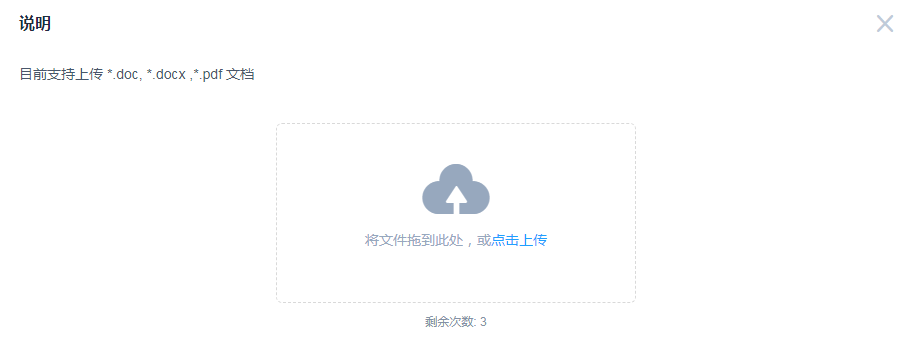 说明
目前支持上传 *.doc, *.docx ,*.pdf 文档
将文件拖到此处，或点击上传
剩余次数: 3